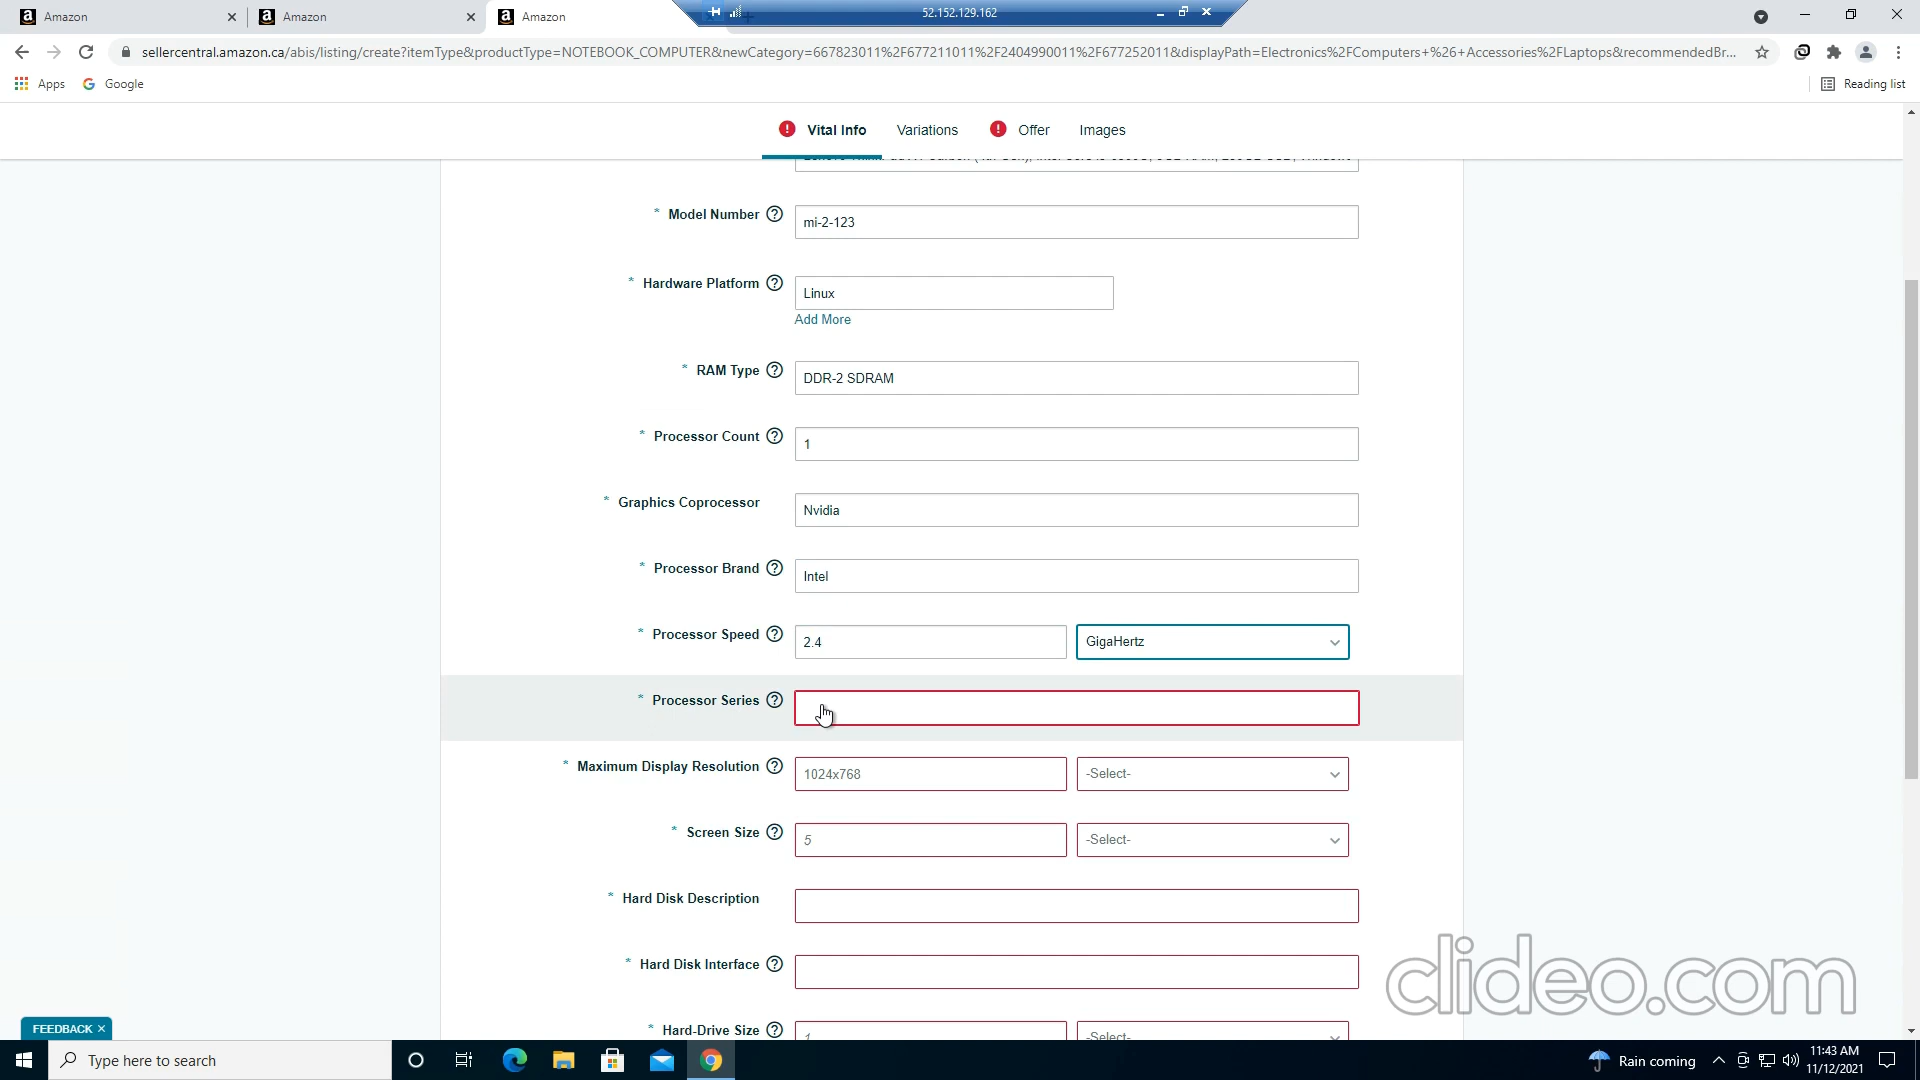 Amazon
Amazon
Amazon
52.152.129.162
sellercentral.amazon.ca/abis/listing/create?itemType&productType=NOTEBOOK_COMPUTER&newCategory=667823011%2F677211011%2F2404990011%2F677252011&displayPath=Electronics%2FComputers+%26+Accessories%2FLaptops&recommendedBr...
Apps
Google
Reading list
Vital Info
Variations
Offer
Images
* Model Number
mi-2-123
* Hardware Platform
Linux
Add More
* RAM Type
DDR-2 SDRAM
* Processor Count
1
* Graphics Coprocessor
Nvidia
* Processor Brand
Intel
* Processor Speed
2.4
GigaHertz
* Processor Series
* Maximum Display Resolution
1024x768
-Select-
* Screen Size
5
-Select-
* Hard Disk Description
* Hard Disk Interface
* Hard-Drive Size
1
-Select-
clideo.com
FEEDBACK ×
Type here to search
Rain coming
11:43 AM
11/12/2021